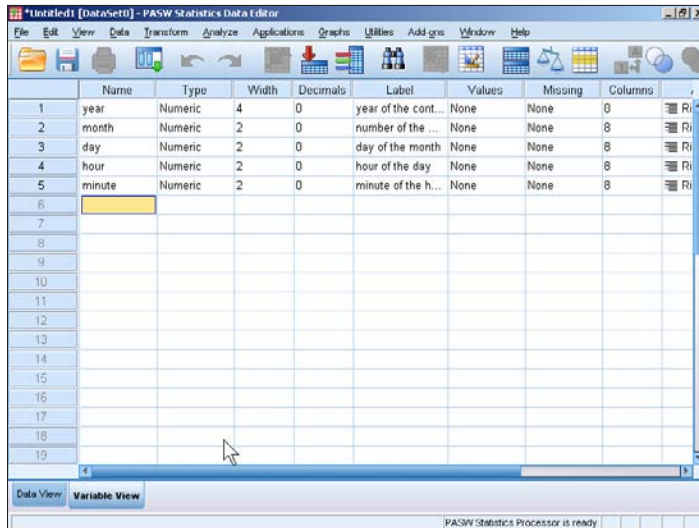 *Untitled1 [DataSet0] - PASW Statistics Data Editor
File Edit View Data Transform Analyze Applications Graphs Utilities Add-ons Window Help
Name Type Width Decimals Label Values Missing Columns
1 year Numeric 4 0 year of the cont... None None 8 Ri
2 month Numeric 2 0 number of the ... None None 8 Ri
3 day Numeric 2 0 day of the month None None 8 Ri
4 hour Numeric 2 0 hour of the day None None 8 Ri
5 minute Numeric 2 0 minute of the h... None None 8 Ri
6
7
8
9
10
11
12
13
14
15
16
17
18
19
Data View Variable View
PASW Statistics Processor is ready